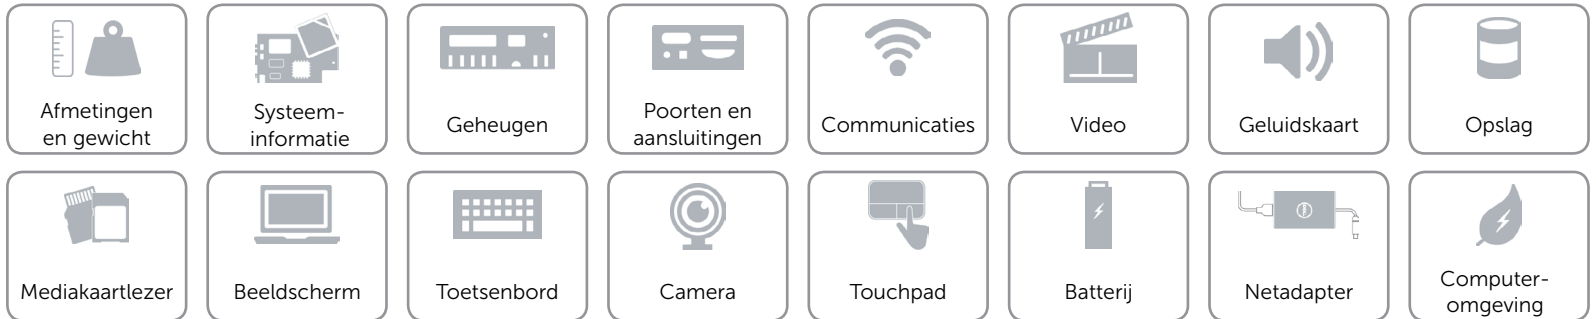 Afmetingen
en gewicht
Systeem-
informatie
Geheugen
Poorten en
aansluitingen
Communicaties
Video
Geluidskaart
Opslag
Mediakaartlezer
Beeldscherm
Toetsenbord
Camera
Touchpad
Batterij
Netadapter
Computer-
omgeving